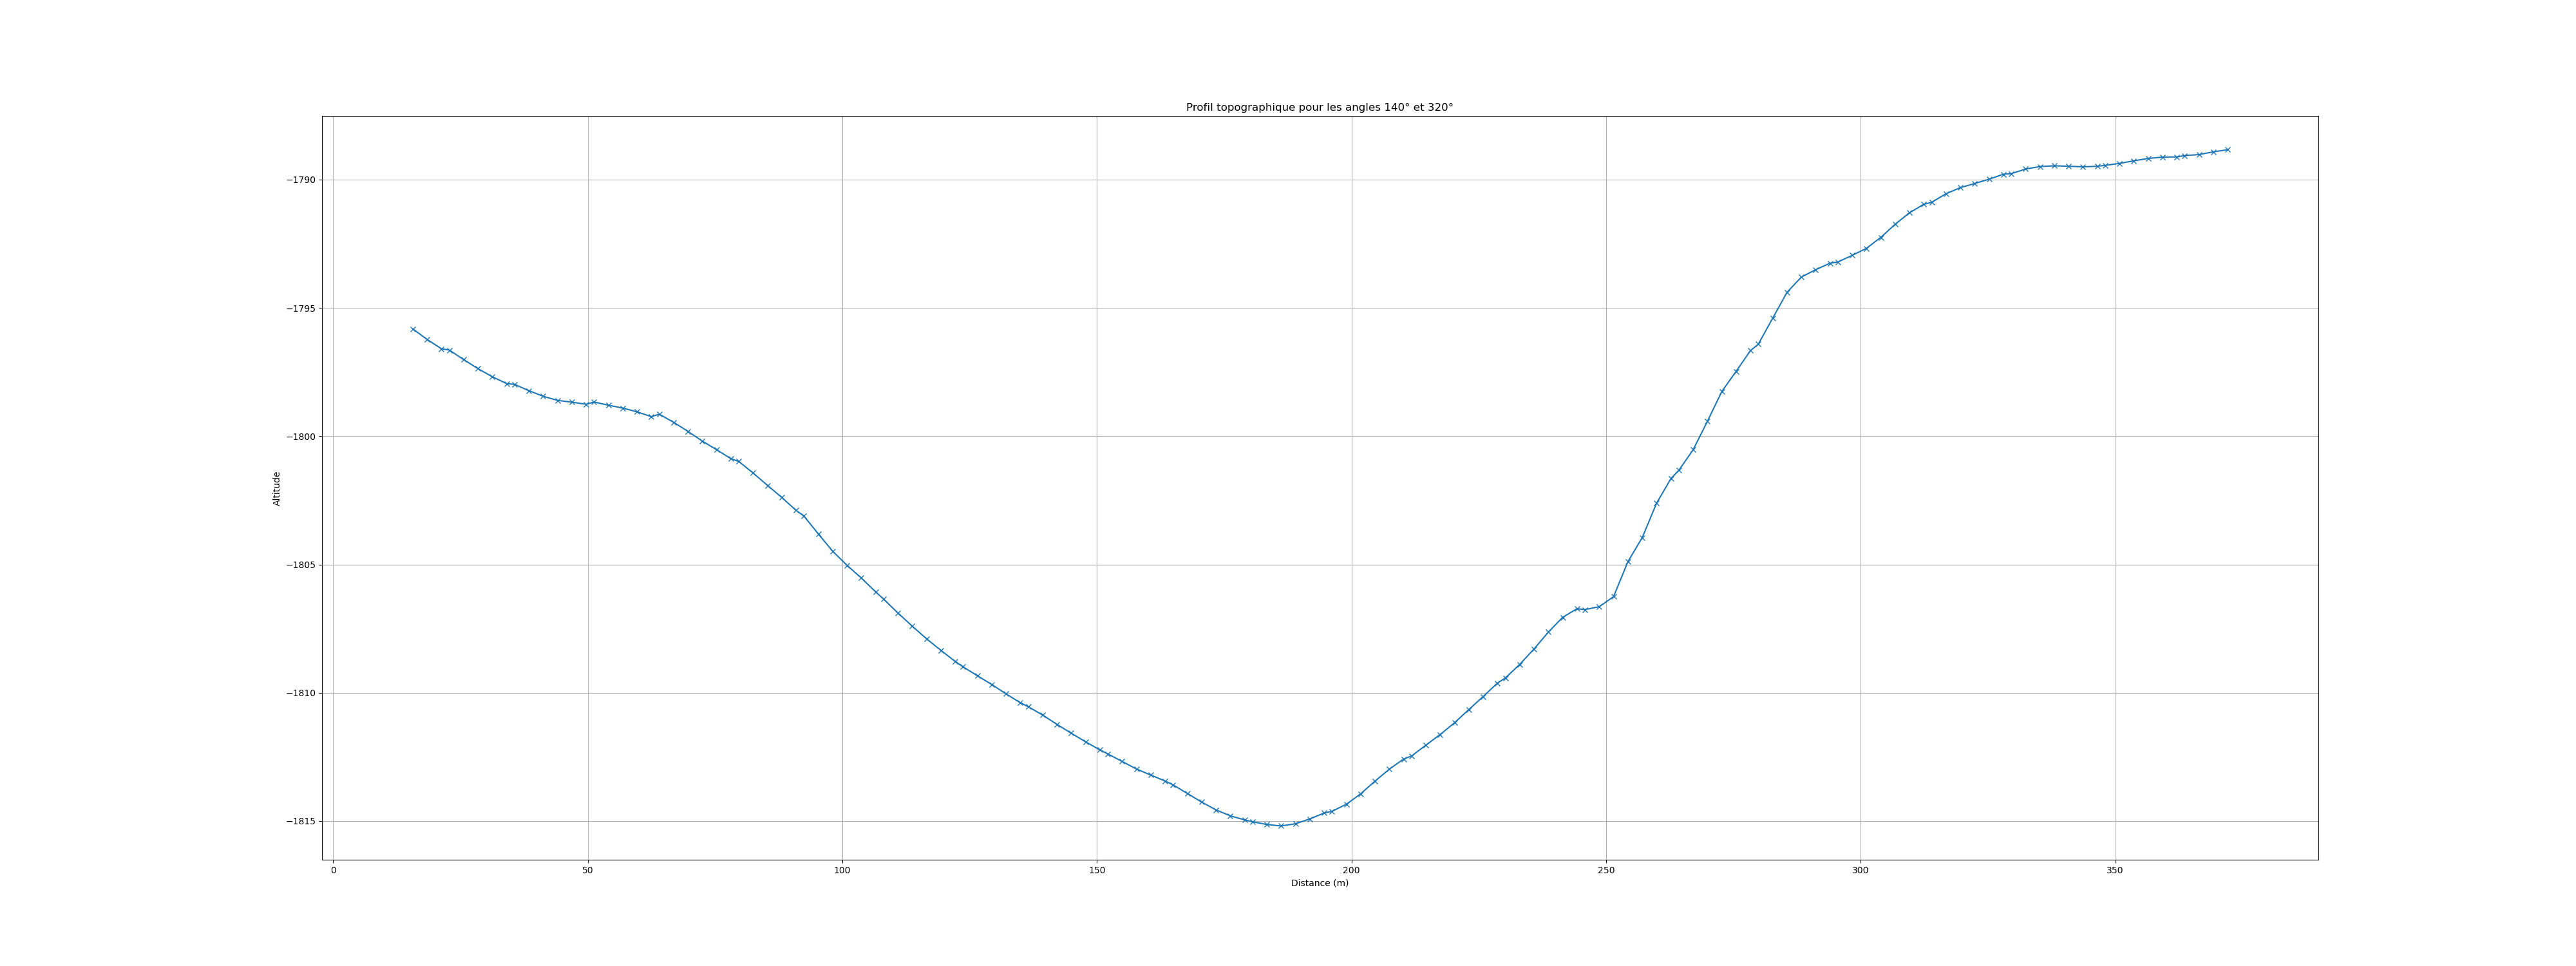 Profil topographique pour les angles 140° et 320°
−1790
−1795
−1800
−1805
−1810
−1815
Altitude
0 50 100 150 200 250 300 350
Distance (m)